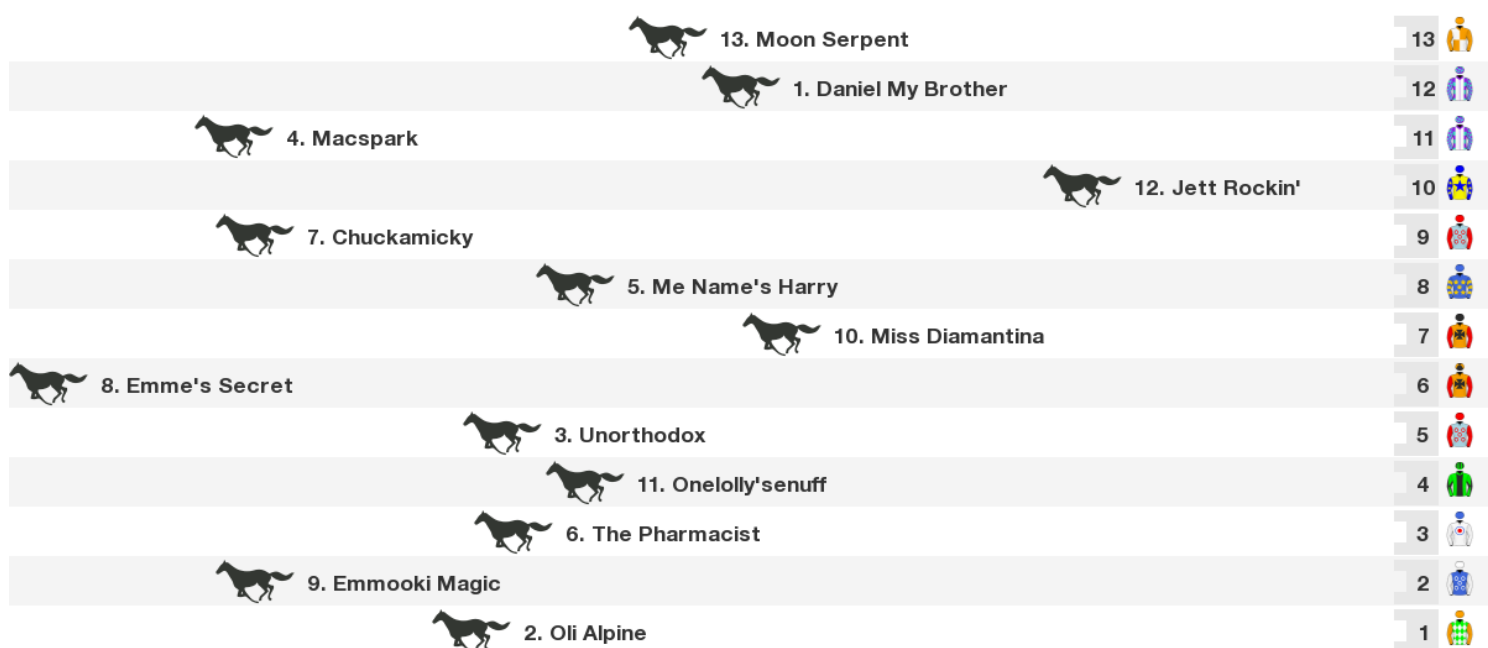 13. Moon Serpent 13
1. Daniel My Brother 12
4. Macspark 11
12. Jett Rockin' 10
7. Chuckamicky 9
5. Me Name's Harry 8
10. Miss Diamantina 7
8. Emme's Secret 6
3. Unorthodox 5
11. Onelolly'senuff 4
6. The Pharmacist 3
9. Emmooki Magic 2
2. Oli Alpine 1